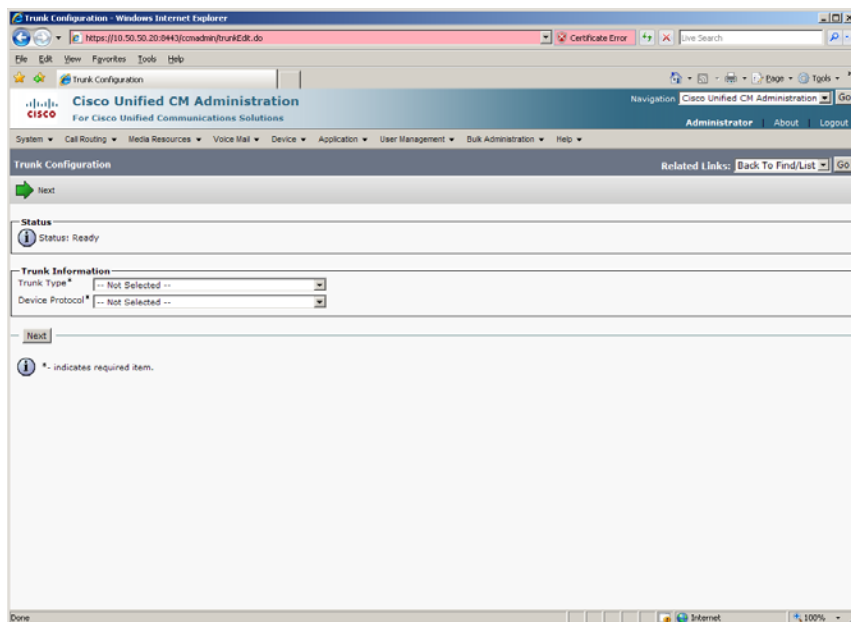 Trunk Configuration - Windows Internet Explorer
https://10.50.50.20:8443/ccmadmin/trunkEdit.do
Certificate Error
Live Search
File Edit View Favorites Tools Help
Trunk Configuration
Page
Tools
cisco
Cisco Unified CM Administration
For Cisco Unified Communications Solutions
Navigation Cisco Unified CM Administration Go
Administrator | About | Logout
System Call Routing Media Resources Voice Mail Device Application User Management Bulk Administration Help
Trunk Configuration
Related Links: Back To Find/List Go
Next
Status
Status: Ready
Trunk Information
Trunk Type* -- Not Selected --
Device Protocol* -- Not Selected --
Next
*- indicates required item.
Done
Internet
100%